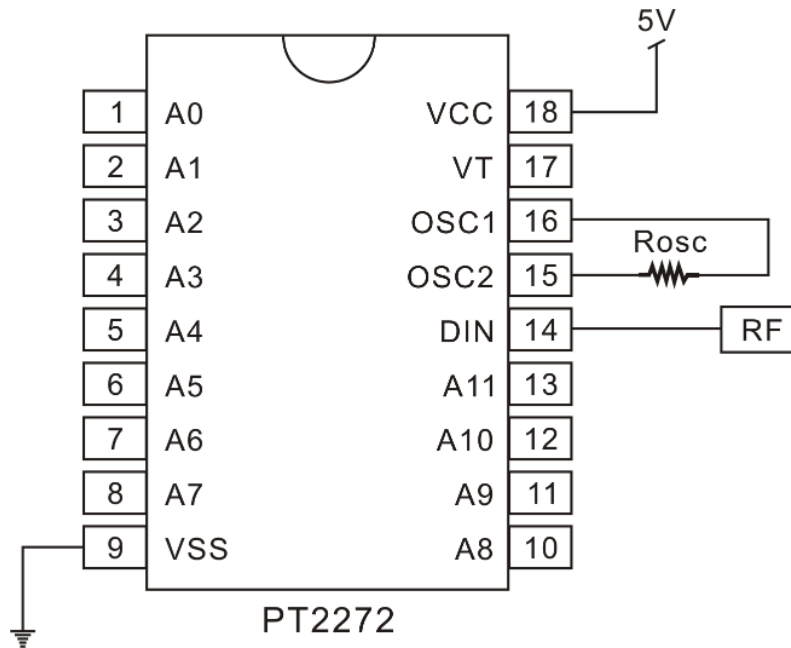 5V
1 A0 VCC 18
2 A1 VT 17
3 A2 OSC1 16
Rosc
4 A3 OSC2 15
5 A4 DIN 14 RF
6 A5 A11 13
7 A6 A10 12
8 A7 A9 11
9 VSS A8 10
PT2272